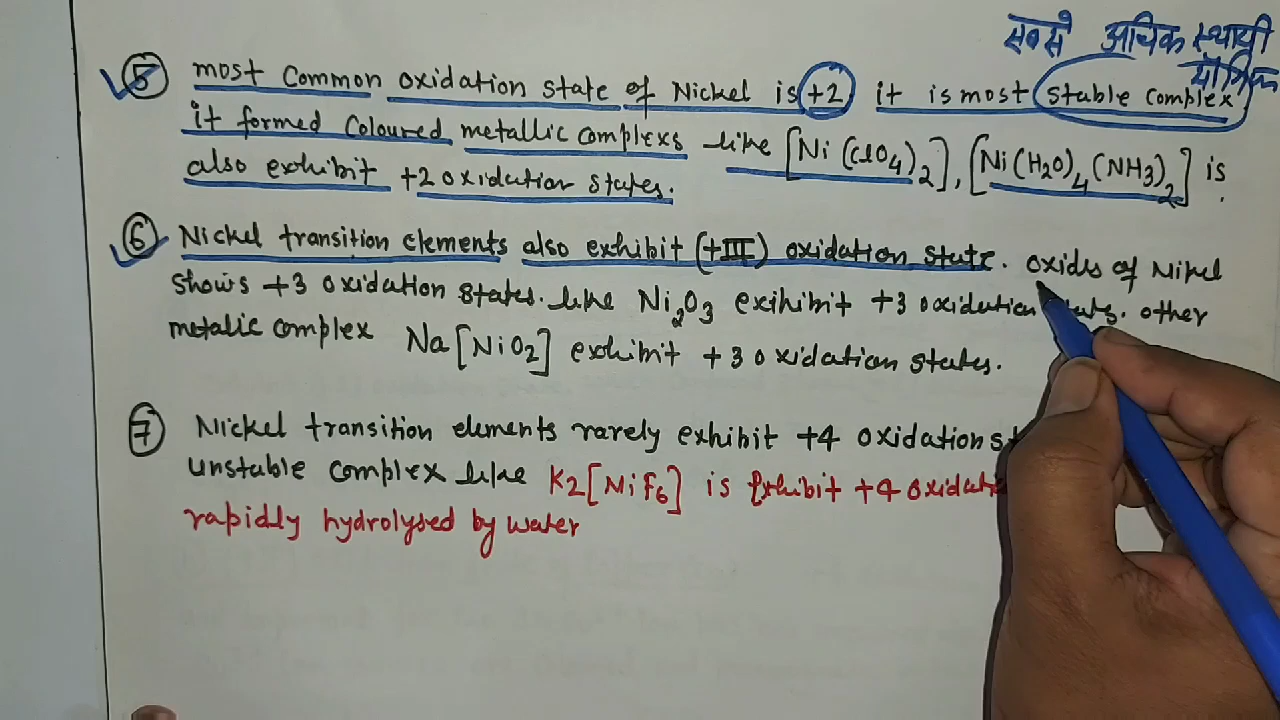 सबसे अधिक स्थायी
यौगिक
⑤ most Common oxidation state of Nickel is +2 it is most stable complex
it formed Coloured metallic complexs like [Ni(ClO4)2], [Ni(H2O)4(NH3)2] is
also exhibit +2 oxidation states.
⑥ Nickel transition elements also exhibit (+III) oxidation state. oxides of Nikel
shows +3 oxidation states. like Ni2O3 exihibit +3 oxidation other
metalic complex Na[NiO2] exhibit +3 oxidation states.
⑦ Nickel transition elements rarely exhibit +4 oxidation
unstable complex like K2[NiF6] is Exhibit +4
rapidly hydrolysed by water